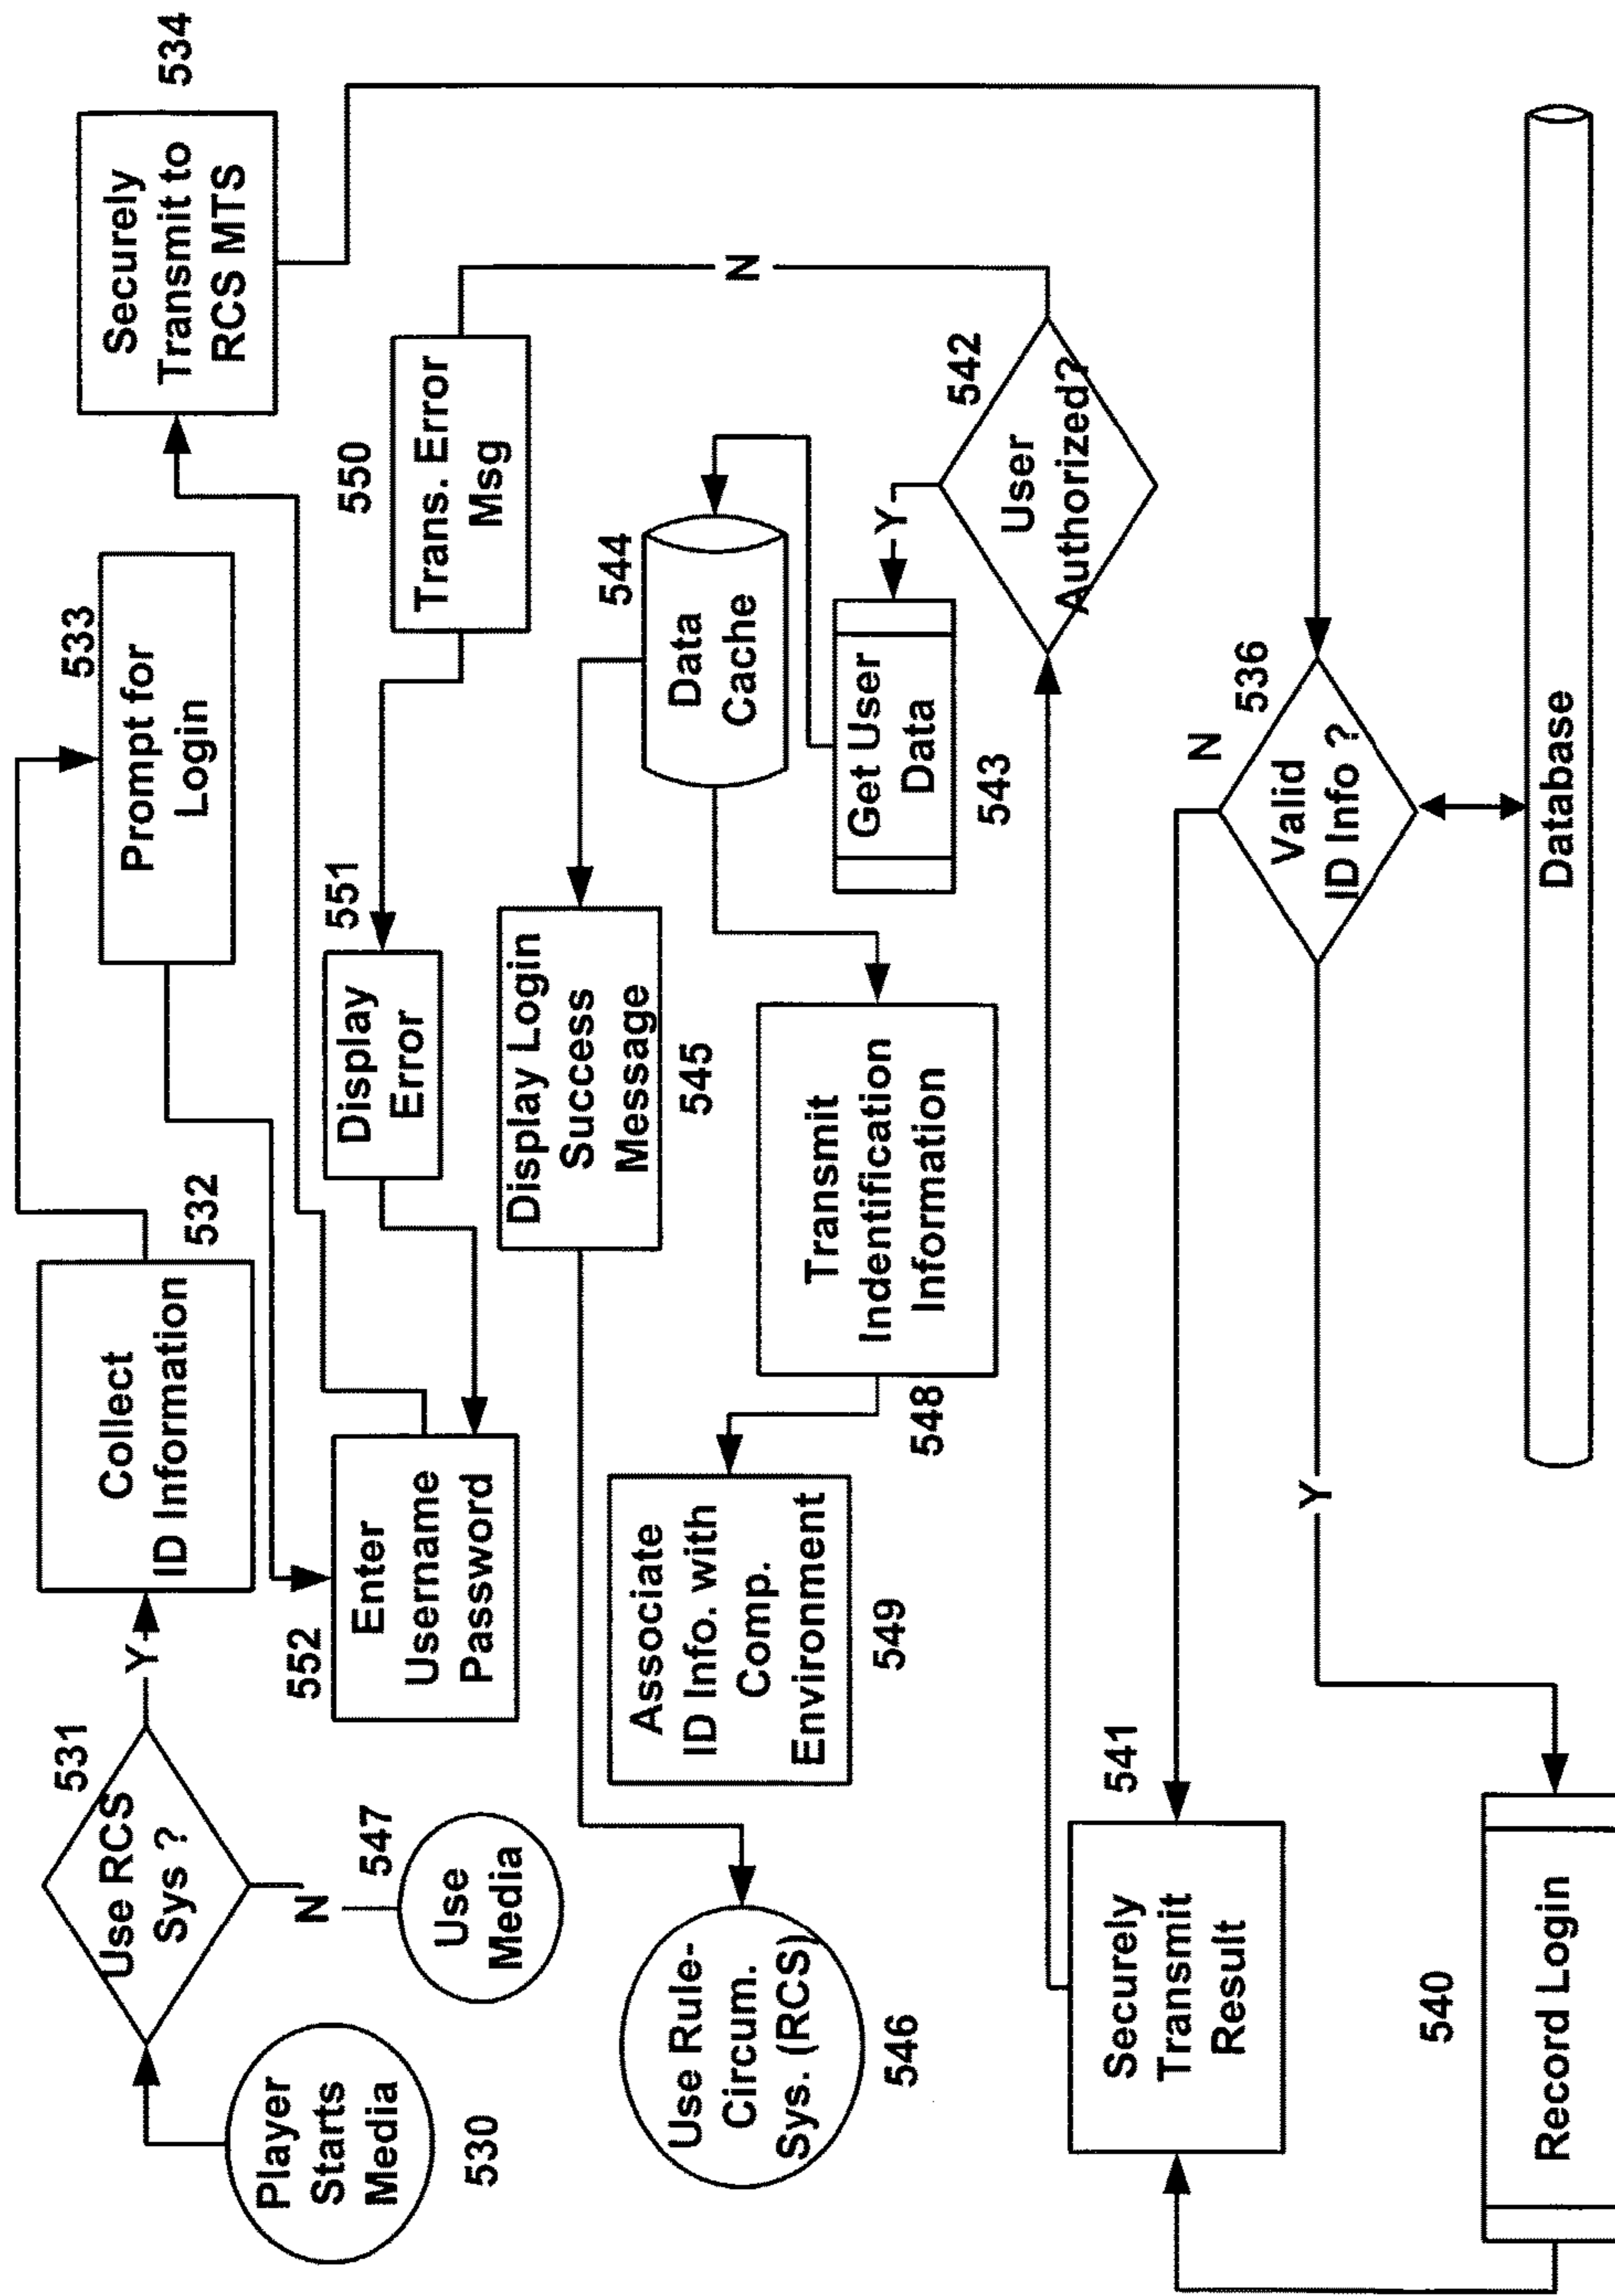 Player
Starts
Media
530
Use RCS
Sys ?
531
Y
N
547
Use
Media
Collect
ID Information
532
Prompt for
Login
533
Securely
Transmit to
RCS MTS
534
552
Enter
Username
Password
551
Display
Error
550
Trans. Error
Msg
N
Use Rule-
Circum.
Sys. (RCS)
546
Associate
ID Info. with
Comp.
Environment
549
Display Login
Success
Message
545
Transmit
Indentification
Information
548
544
Data
Cache
Get User
Data
543
Y
User
Authorized?
542
Securely
Transmit
Result
541
N
Valid
ID Info ?
536
Y
540
Record Login
Database